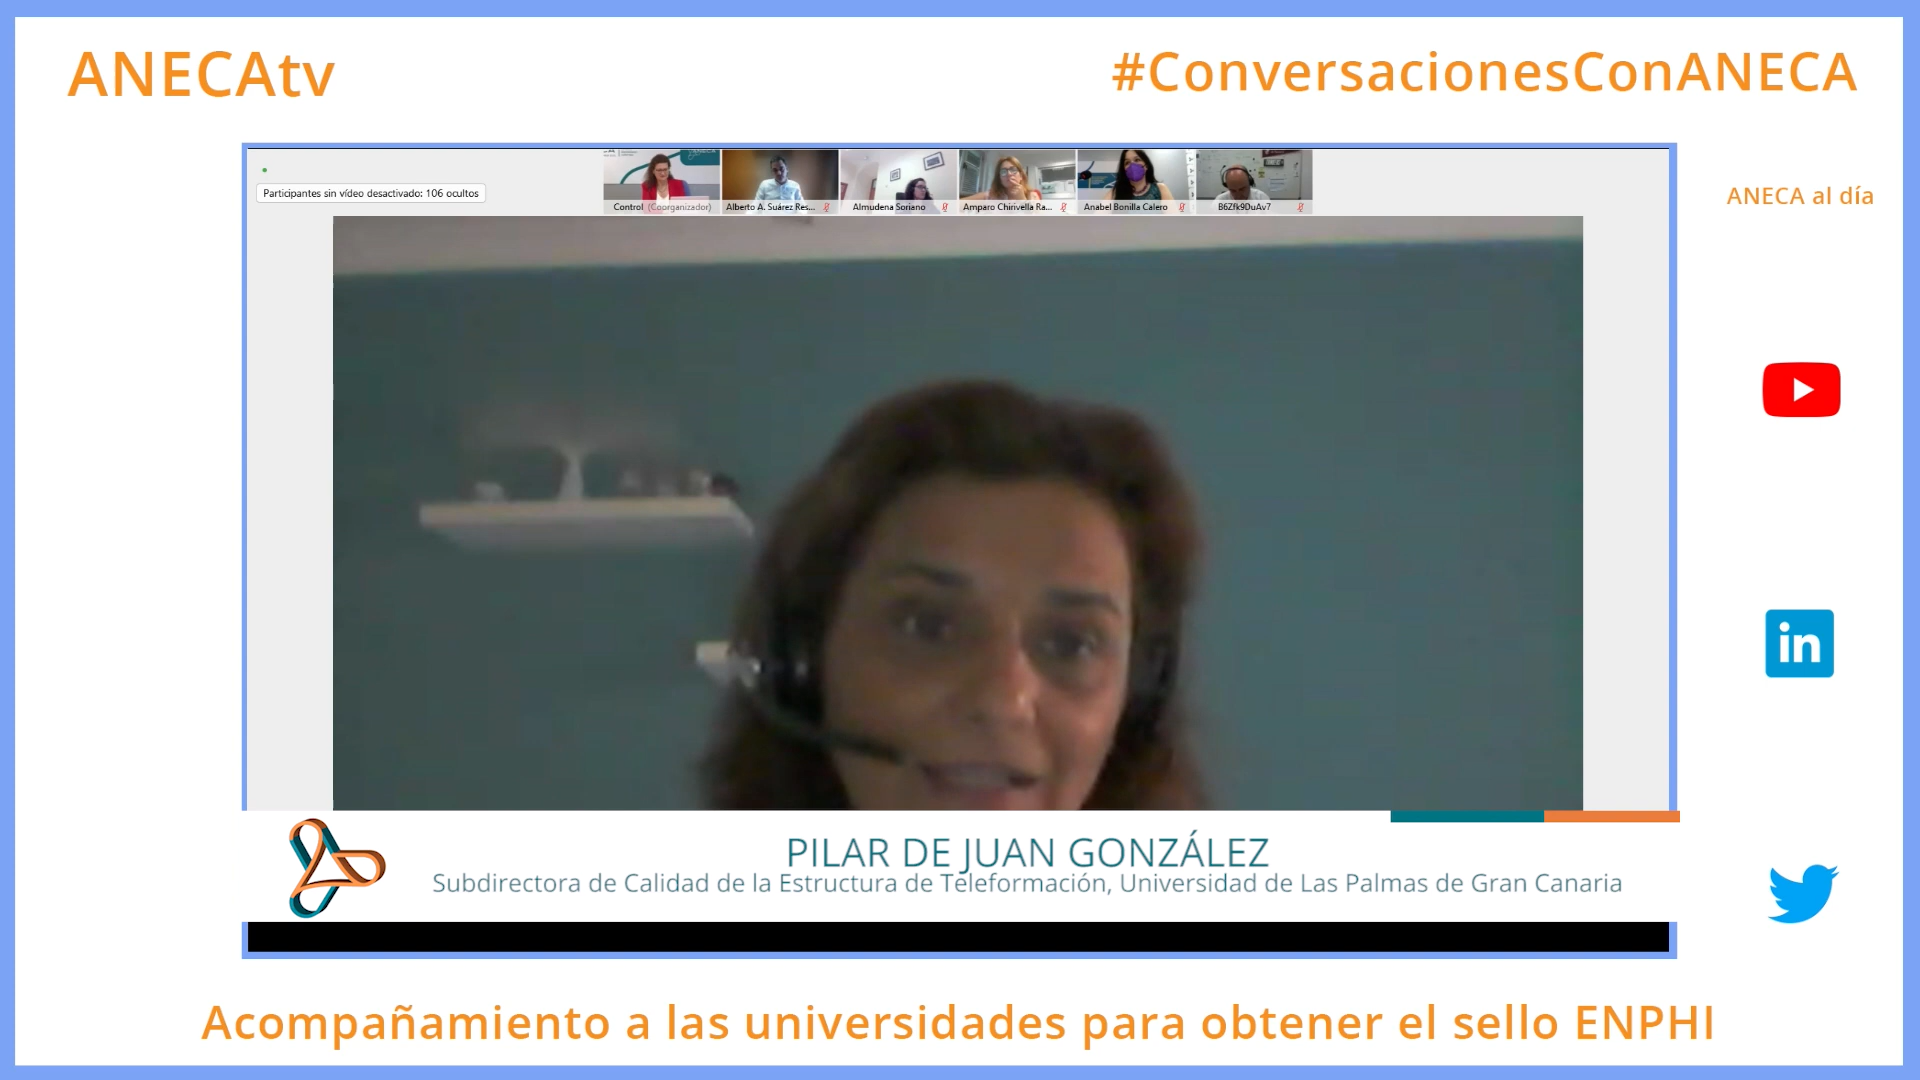 ANECAtv
#ConversacionesConANECA
ANECA al día
Participantes sin vídeo desactivado: 106 ocultos
Control (Coorganizador)
Alberto A. Suárez Res...
Almudena Soriano
Amparo Chirivella Ra...
Anabel Bonilla Calero
B6Zfk9DuAv7
in
PILAR DE JUAN GONZÁLEZ
Subdirectora de Calidad de la Estructura de Teleformación, Universidad de Las Palmas de Gran Canaria
Acompañamiento a las universidades para obtener el sello ENPHI